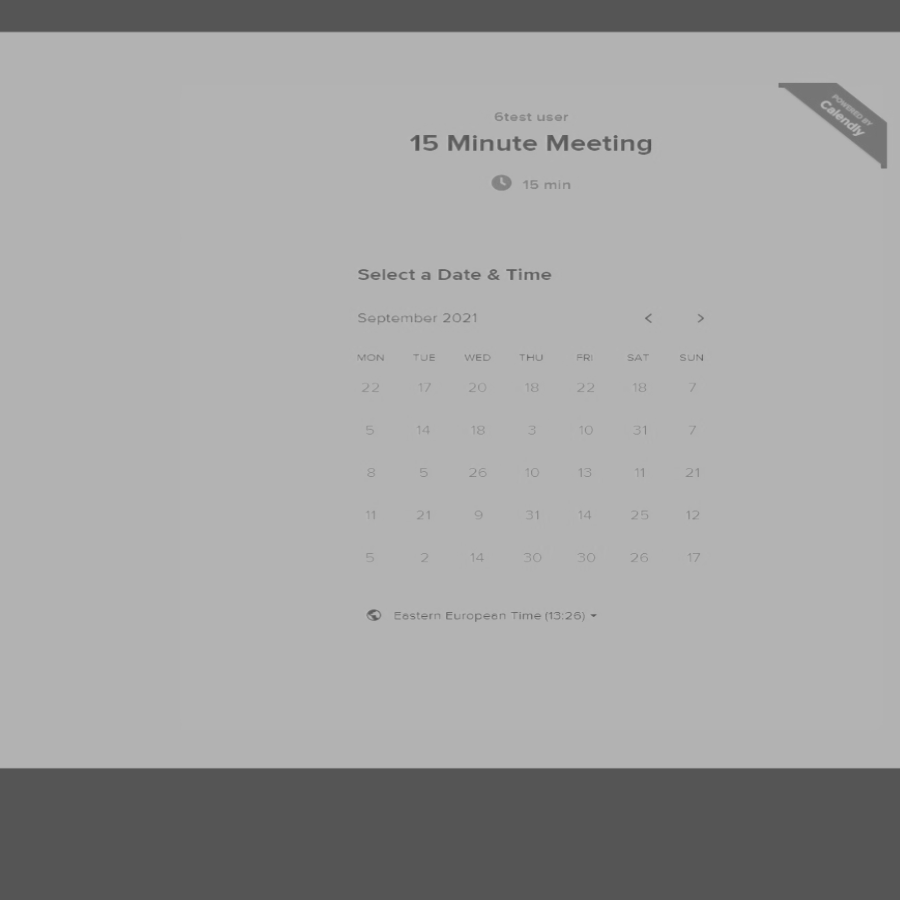 POWERED BY
Calendly
6test user
15 Minute Meeting
15 min
Select a Date & Time
September 2021 < >
MON TUE WED THU FRI SAT SUN
22 17 20 18 22 18 7
5 14 18 3 10 31 7
8 5 26 10 13 11 21
11 21 9 31 14 25 12
5 2 14 30 30 26 17
Eastern European Time (13:26)